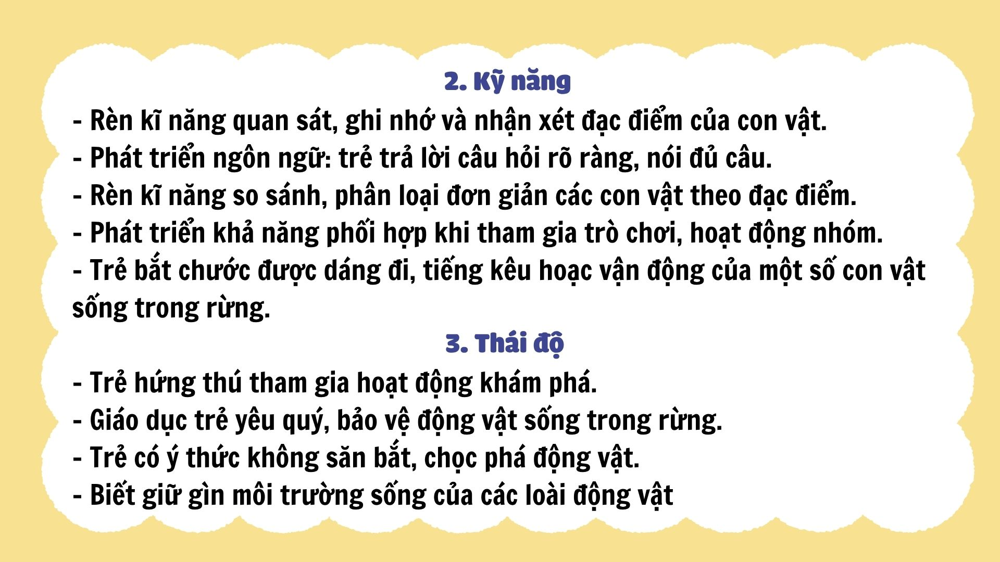 2. Kỹ năng
- Rèn kĩ năng quan sát, ghi nhớ và nhận xét đạc điểm của con vật.
- Phát triển ngôn ngữ: trẻ trả lời câu hỏi rõ ràng, nói đủ câu.
- Rèn kĩ năng so sánh, phân loại đơn giản các con vật theo đạc điểm.
- Phát triển khả năng phối hợp khi tham gia trò chơi, hoạt động nhóm.
- Trẻ bắt chước được dáng đi, tiếng kêu hoạc vận động của một số con vật
sống trong rừng.
3. Thái độ
- Trẻ hứng thú tham gia hoạt động khám phá.
- Giáo dục trẻ yêu quý, bảo vệ động vật sống trong rừng.
- Trẻ có ý thức không săn bắt, chọc phá động vật.
- Biết giữ gìn môi trường sống của các loài động vật